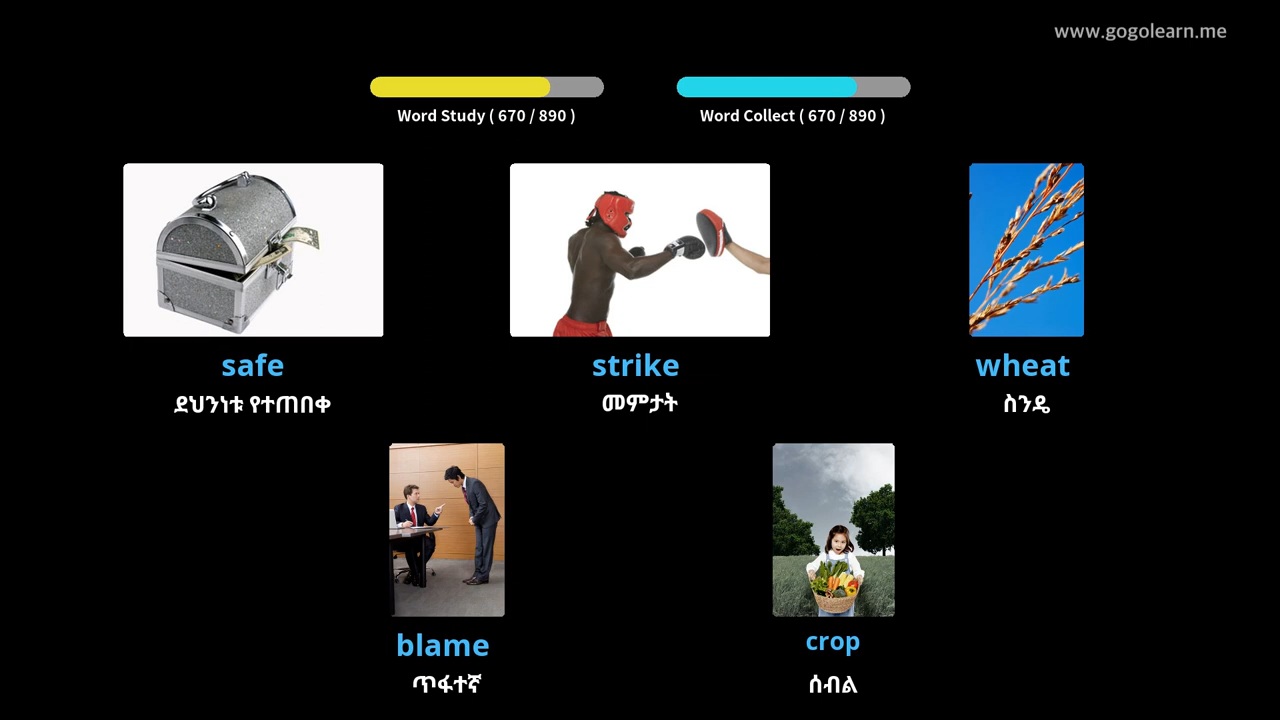 www.gogolearn.me
Word Study ( 670 / 890 )
Word Collect ( 670 / 890 )
safe
ደህንነቱ የተጠበቀ
strike
መምታት
wheat
ስንዴ
blame
ጥፋተኛ
crop
ሰብል